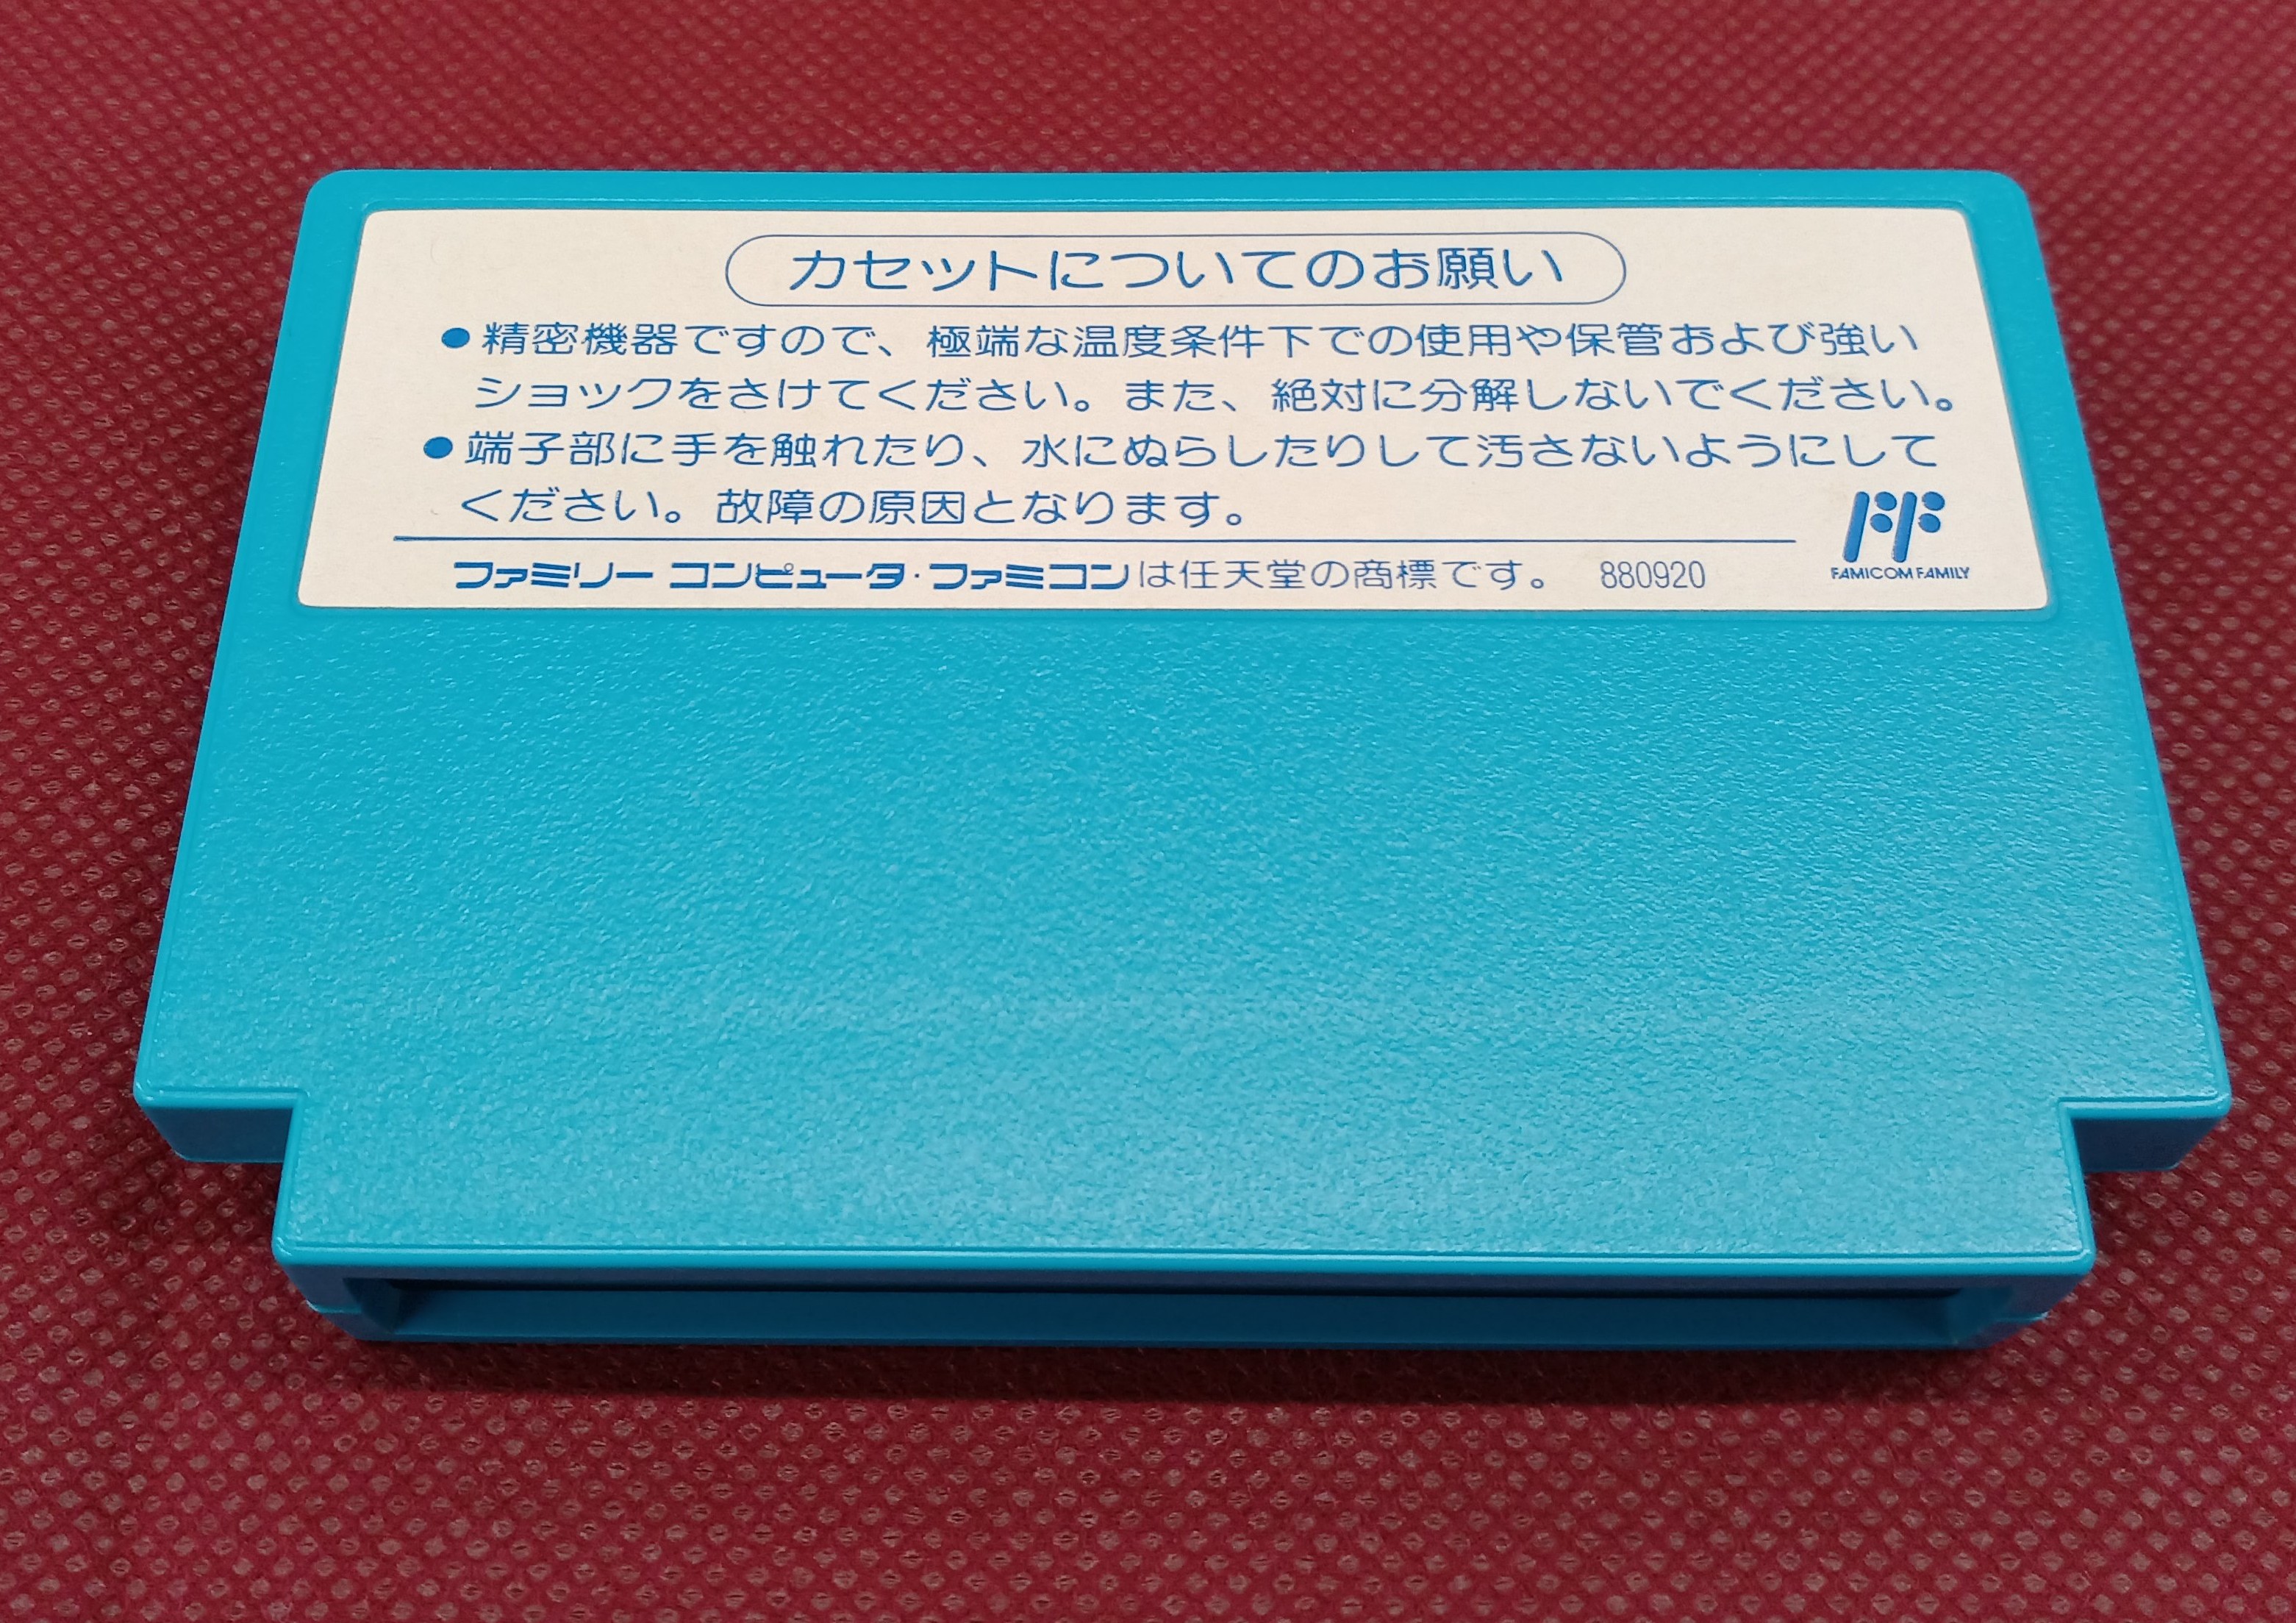 カセットについてのお願い
●精密機器ですので、極端な温度条件下での使用や保管および強い
ショックをさけてください。また、絶対に分解しないでください。
●端子部に手を触れたり、水にぬらしたりして汚さないようにして
ください。故障の原因となります。
ファミリー コンピュータ・ファミコンは任天堂の商標です。 880920
FAMICOM FAMILY